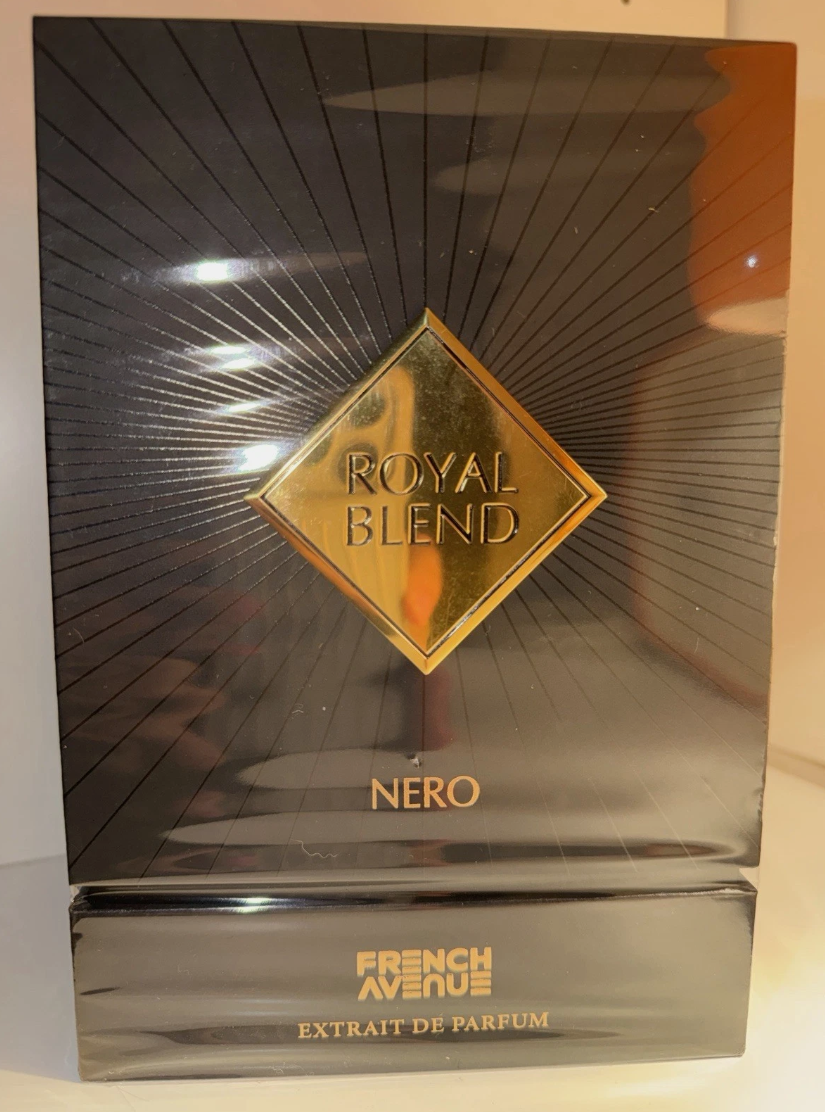 ROYAL
BLEND
NERO
FRENCH
AVENUE
EXTRAIT DE PARFUM